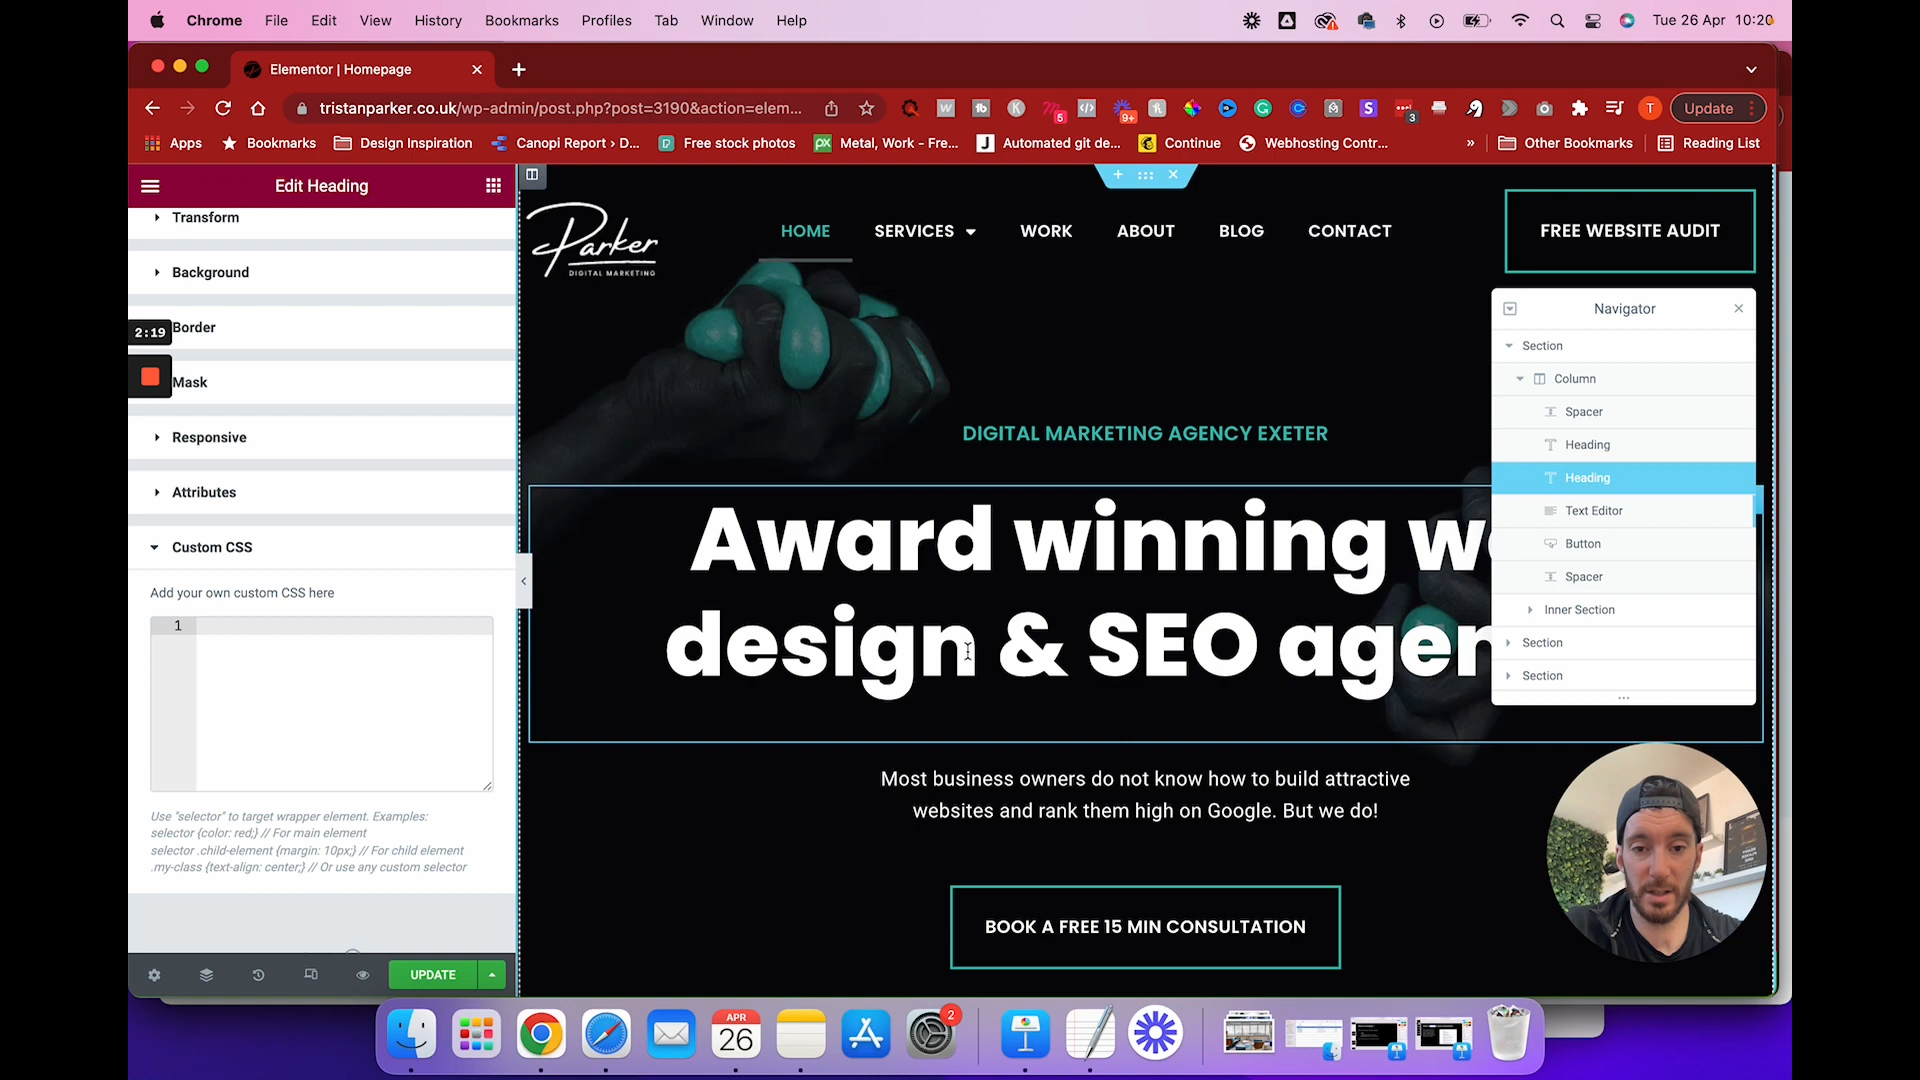 Chrome File Edit View History Bookmarks Profiles Tab Window Help Tue 26 Apr 10:20
Elementor | Homepage
tristanparker.co.uk/wp-admin/post.php?post=3190&action=elem... 5 9+ 3 T Update
Apps Bookmarks Design Inspiration Canopi Report › D... Free stock photos Metal, Work - Fre... Automated git de... Continue Webhosting Contr... » Other Bookmarks Reading List
Edit Heading
Transform
Background
Border
2:19
Mask
Responsive
Attributes
Custom CSS
Add your own custom CSS here
1
Use "selector" to target wrapper element. Examples:
selector {color: red;} // For main element
selector .child-element {margin: 10px;} // For child element
.my-class {text-align: center;} // Or use any custom selector
UPDATE
Parker
DIGITAL MARKETING
HOME SERVICES WORK ABOUT BLOG CONTACT
FREE WEBSITE AUDIT
DIGITAL MARKETING AGENCY EXETER
Award winning we
design & SEO agen
Most business owners do not know how to build attractive
websites and rank them high on Google. But we do!
BOOK A FREE 15 MIN CONSULTATION
Navigator
Section
Column
Spacer
Heading
Heading
Text Editor
Button
Spacer
Inner Section
Section
Section
APR
26
2